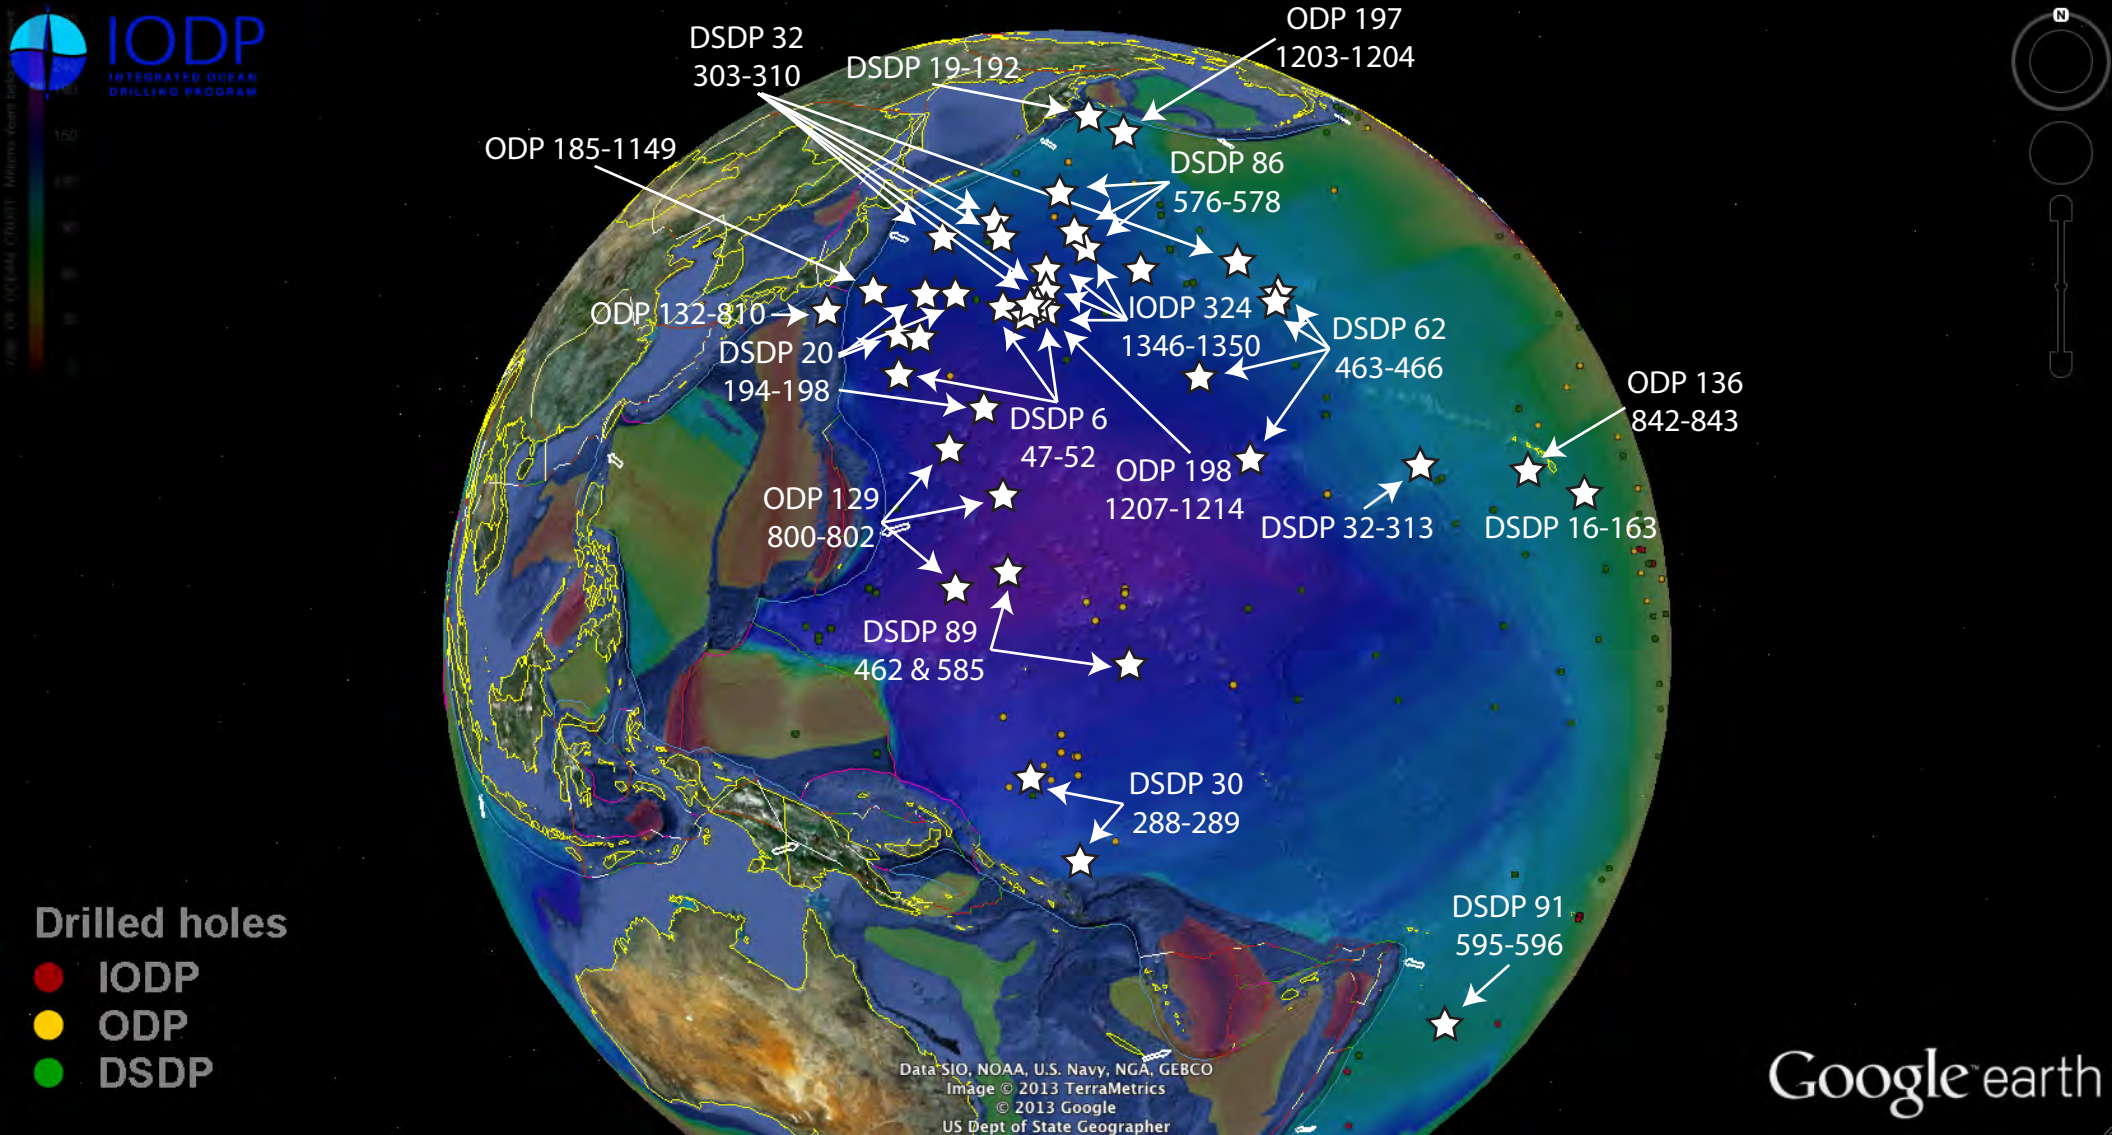 IODP
INTEGRATED OCEAN
DRILLING PROGRAM
DSDP 32
303-310
DSDP 19-192
ODP 197
1203-1204
N
ODP 185-1149
DSDP 86
576-578
ODP 132-810
DSDP 20
194-198
IODP 324
1346-1350
DSDP 62
463-466
ODP 136
842-843
DSDP 6
47-52
ODP 198
1207-1214
ODP 129
800-802
DSDP 32-313
DSDP 16-163
DSDP 89
462 & 585
DSDP 30
288-289
DSDP 91
595-596
Drilled holes
IODP
ODP
DSDP
Data SIO, NOAA, U.S. Navy, NGA, GEBCO
Image © 2013 TerraMetrics
© 2013 Google
US Dept of State Geographer
Google earth